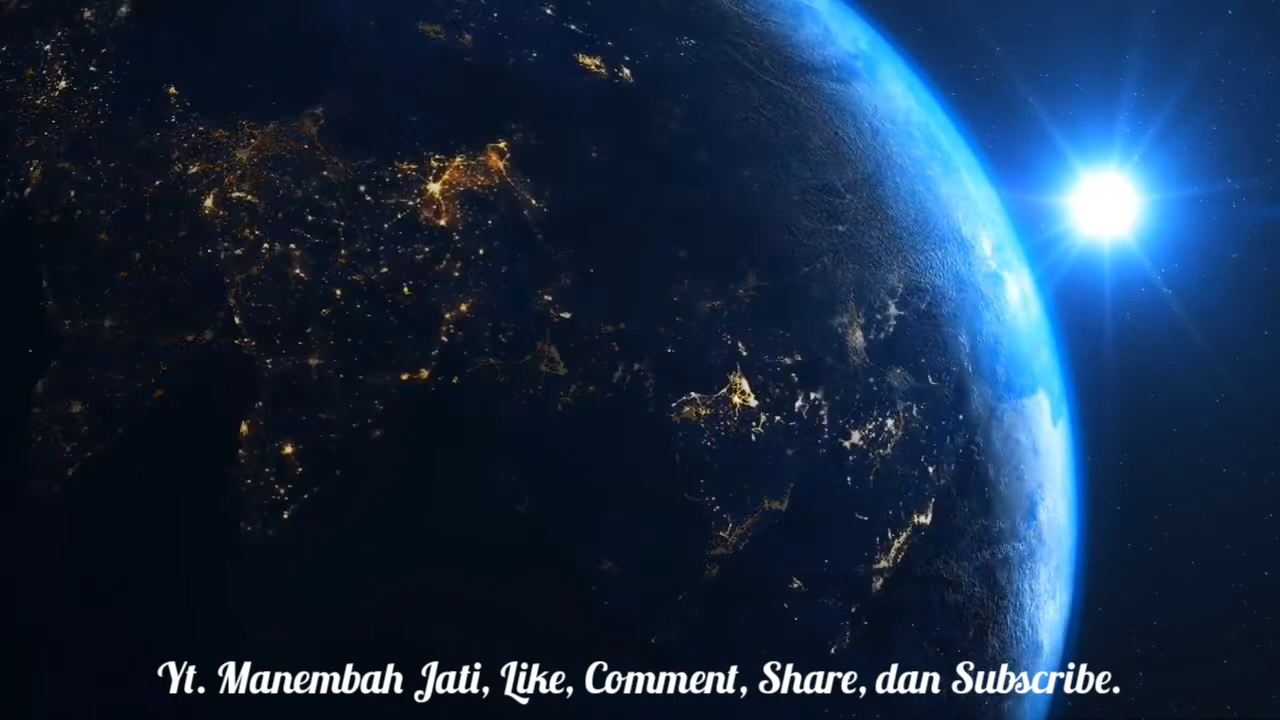 Yt. Manembah Jati, Like, Comment, Share, dan Subscribe.